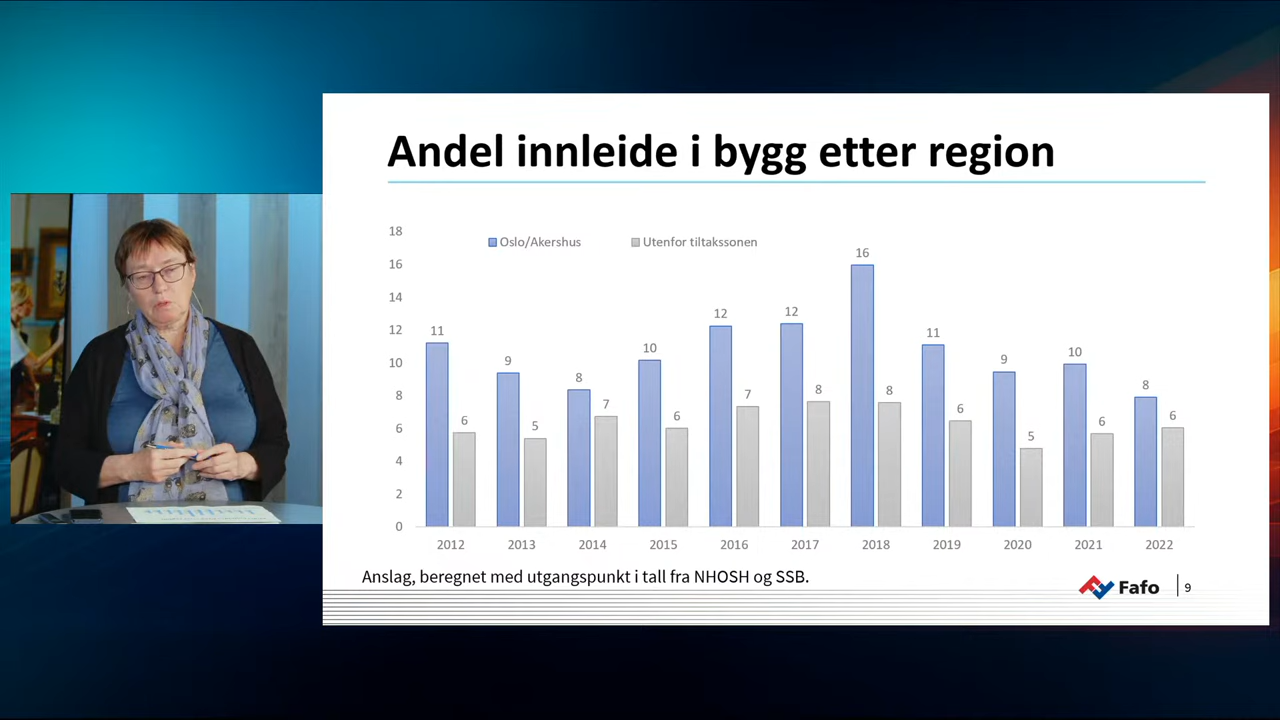 Andel innleide i bygg etter region
18
16
14
12
10
8
6
4
2
0
Oslo/Akershus Utenfor tiltakssonen
11 6 9 5 8 7 10 6 12 7 12 8 16 8 11 6 9 5 10 6 8 6
2012 2013 2014 2015 2016 2017 2018 2019 2020 2021 2022
Anslag, beregnet med utgangspunkt i tall fra NHOSH og SSB.
Fafo 9